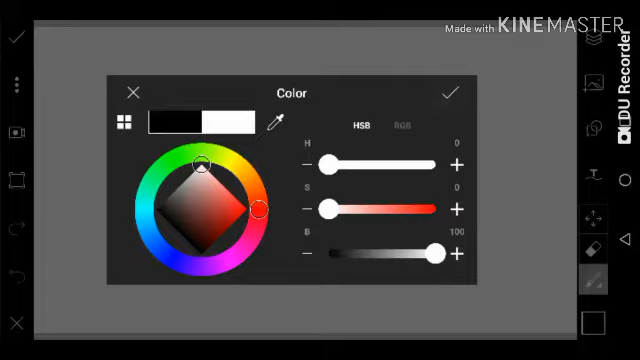 Made with KINEMASTER
DU Recorder
Color
HSB RGB
H 0
S 0
B 100